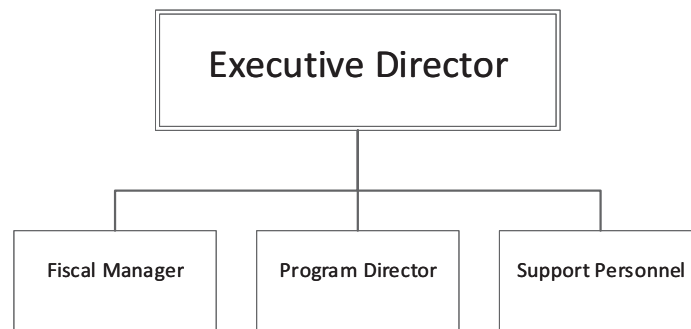 Executive Director
Fiscal Manager
Program Director
Support Personnel